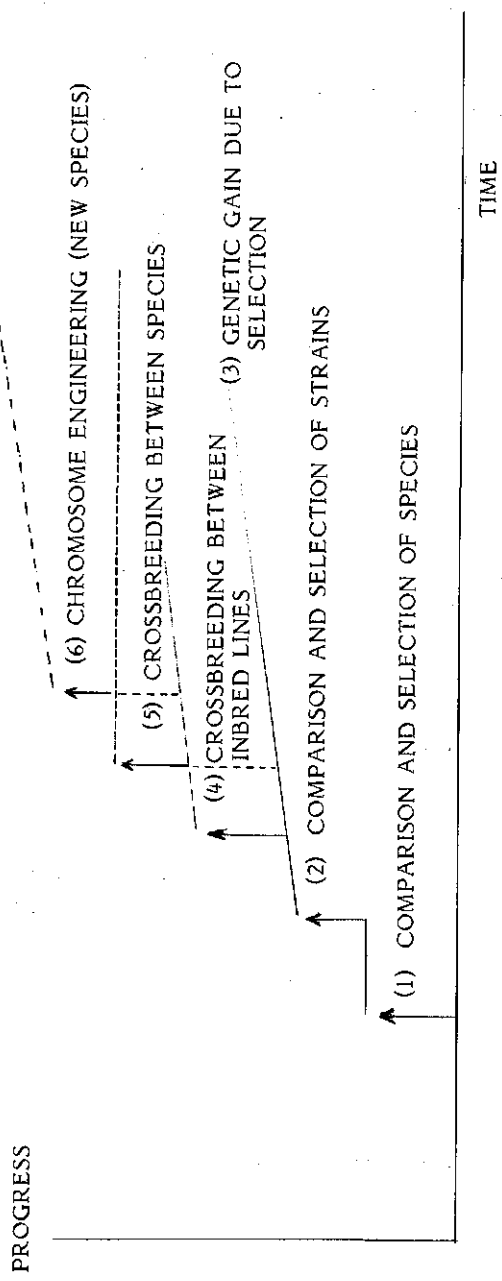 PROGRESS
(6) CHROMOSOME ENGINEERING (NEW SPECIES)
(5) CROSSBREEDING BETWEEN SPECIES
(4) CROSSBREEDING BETWEEN
INBRED LINES
(3) GENETIC GAIN DUE TO
SELECTION
(2) COMPARISON AND SELECTION OF STRAINS
(1) COMPARISON AND SELECTION OF SPECIES
TIME